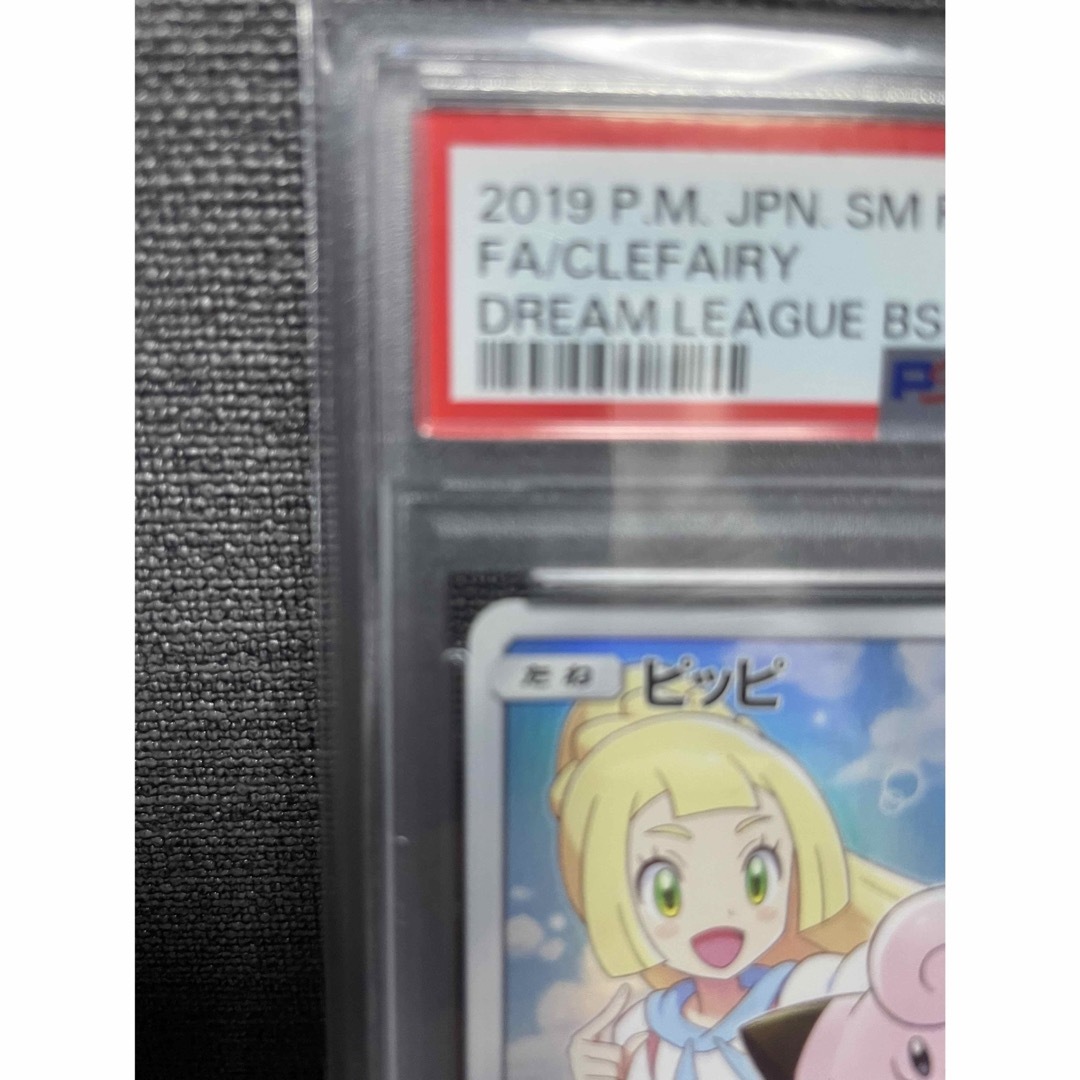 2019 P.M. JPN. SM
FA/CLEFAIRY
DREAM LEAGUE BS
たね ピッピ